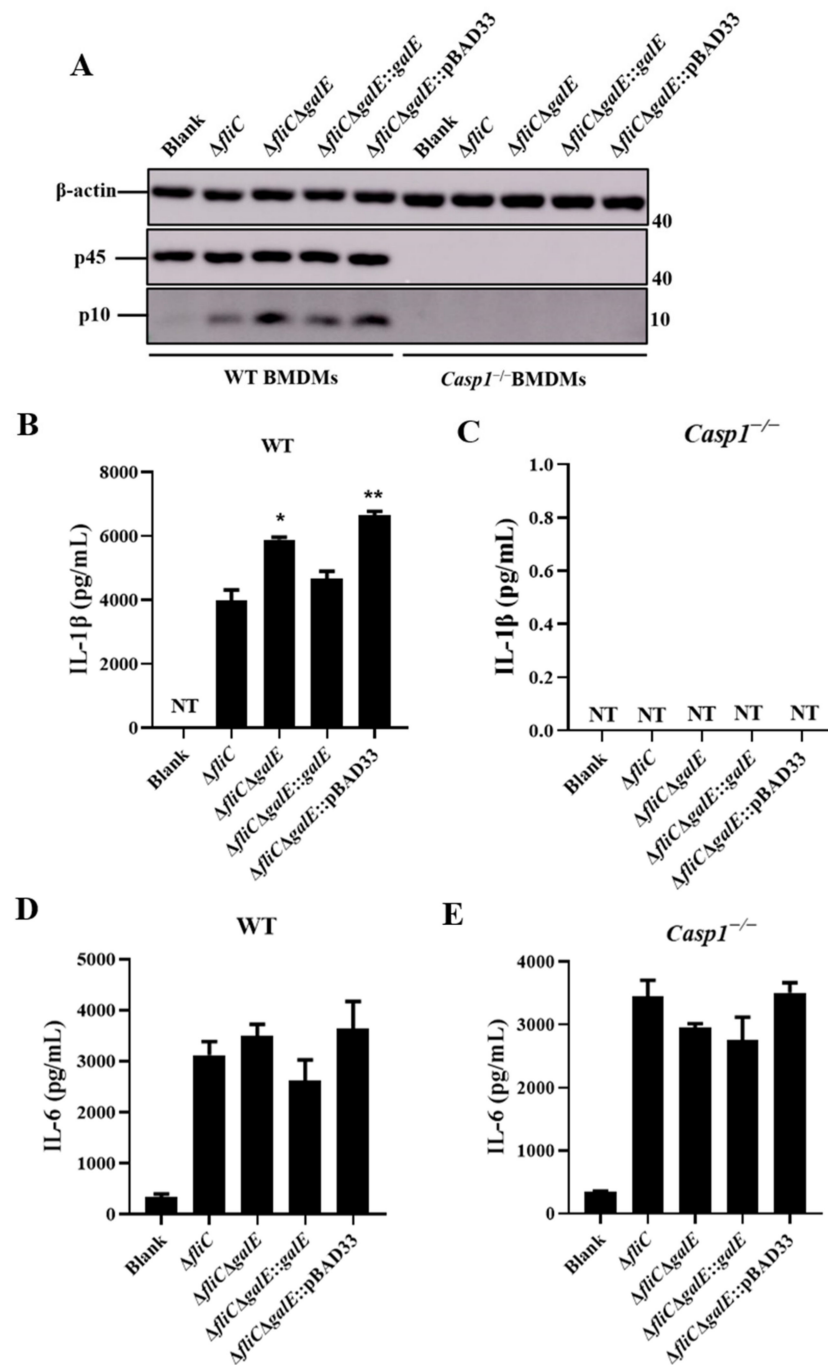 A
Blank
ΔfliC
ΔfliCΔgalE
ΔfliCΔgalE::galE
ΔfliCΔgalE::pBAD33
Blank
ΔfliC
ΔfliCΔgalE
ΔfliCΔgalE::galE
ΔfliCΔgalE::pBAD33
β-actin
40
p45
40
p10
10
WT BMDMs
Casp1⁻/⁻BMDMs
B
WT
IL-1β (pg/mL)
8000
6000
4000
2000
0
NT
*
**
Blank
ΔfliC
ΔfliCΔgalE
ΔfliCΔgalE::galE
ΔfliCΔgalE::pBAD33
C
Casp1⁻/⁻
IL-1β (pg/mL)
1.0
0.8
0.6
0.4
0.2
0.0
NT NT NT NT NT
Blank
ΔfliC
ΔfliCΔgalE
ΔfliCΔgalE::galE
ΔfliCΔgalE::pBAD33
D
WT
IL-6 (pg/mL)
5000
4000
3000
2000
1000
0
Blank
ΔfliC
ΔfliCΔgalE
ΔfliCΔgalE::galE
ΔfliCΔgalE::pBAD33
E
Casp1⁻/⁻
IL-6 (pg/mL)
4000
3000
2000
1000
0
Blank
ΔfliC
ΔfliCΔgalE
ΔfliCΔgalE::galE
ΔfliCΔgalE::pBAD33